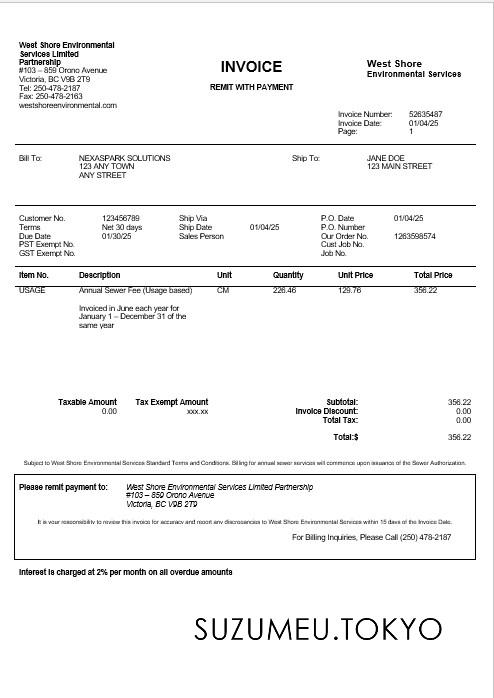 West Shore Environmental
Services Limited
Partnership
#103 – 859 Orono Avenue
Victoria, BC V9B 2T9
Tel: 250-478-2187
Fax: 250-478-2163
westshoreenvironmental.com
INVOICE
REMIT WITH PAYMENT
West Shore
Environmental Services
Invoice Number: 52635487
Invoice Date: 01/04/25
Page: 1
Bill To: NEXASPARK SOLUTIONS
123 ANY TOWN
ANY STREET
Ship To: JANE DOE
123 MAIN STREET
Customer No. 123456789 Ship Via P.O. Date 01/04/25
Terms Net 30 days Ship Date 01/04/25 P.O. Number
Due Date 01/30/25 Sales Person Our Order No. 1263598574
PST Exempt No. Cust Job No.
GST Exempt No. Job No.
Item No. Description Unit Quantity Unit Price Total Price
USAGE Annual Sewer Fee (Usage based) CM 226.46 129.76 356.22
Invoiced in June each year for
January 1 – December 31 of the
same year
Taxable Amount Tax Exempt Amount Subtotal: 356.22
0.00 xxx.xx Invoice Discount: 0.00
Total Tax: 0.00
Total:$ 356.22
Subject to West Shore Environmental Services Standard Terms and Conditions. Billing for annual sewer services will commence upon issuance of the Sewer Authorization.
Please remit payment to: West Shore Environmental Services Limited Partnership
#103 – 859 Orono Avenue
Victoria, BC V9B 2T9
It is your responsibility to review this invoice for accuracy and report any discrepancies to West Shore Environmental Services within 15 days of the Invoice Date.
For Billing Inquiries, Please Call (250) 478-2187
Interest is charged at 2% per month on all overdue amounts
SUZUMEU.TOKYO